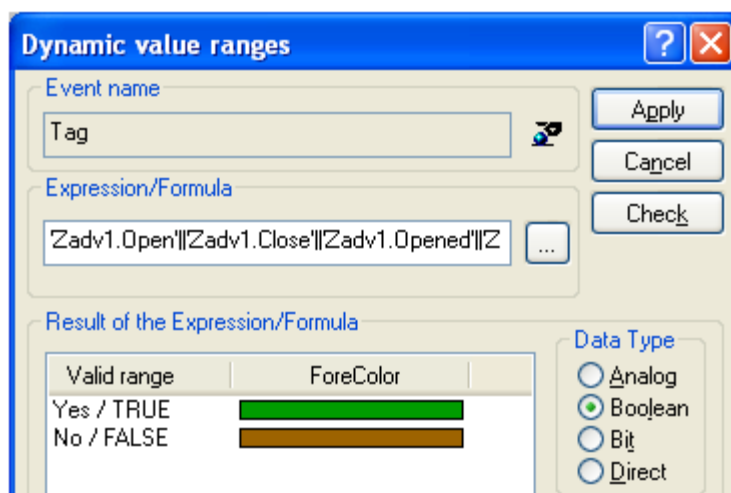 Dynamic value ranges
Event name
Tag
Apply
Cancel
Expression/Formula
Check
'Zadv1.Open'||'Zadv1.Close'||'Zadv1.Opened'||'Z
...
Result of the Expression/Formula
Data Type
Valid range ForeColor
Analog
Yes / TRUE
Boolean
No / FALSE
Bit
Direct